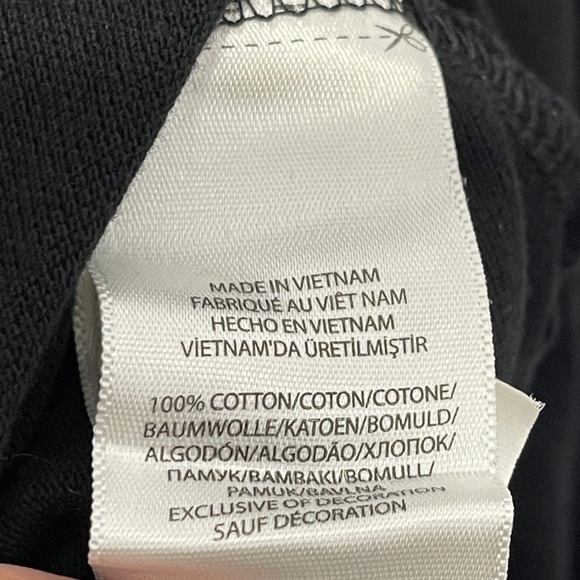 MADE IN VIETNAM
FABRIQUÉ AU VIÊT NAM
HECHO EN VIETNAM
VİETNAM'DA ÜRETİLMİŞTİR
100% COTTON/COTON/COTONE/
BAUMWOLLE/KATOEN/BOMULD/
ALGODÓN/ALGODÃO/ХЛОПОК/
ПАМУК/ΒΑΜΒΑΚΙ/BOMULL/
PAMUK/BAVLNA
EXCLUSIVE OF DECORATION
SAUF DÉCORATION